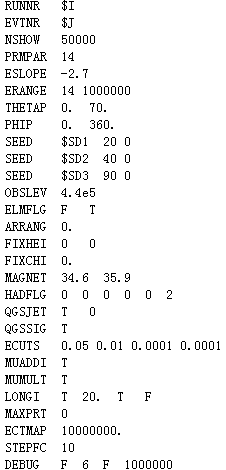 RUNNR $I
EVTNR $J
NSHOW 50000
PRMPAR 14
ESLOPE -2.7
ERANGE 14 1000000
THETAP 0. 70.
PHIP 0. 360.
SEED $SD1 20 0
SEED $SD2 40 0
SEED $SD3 90 0
OBSLEV 4.4e5
ELMFLG F T
ARRANG 0.
FIXHEI 0 0
FIXCHI 0.
MAGNET 34.6 35.9
HADFLG 0 0 0 0 0 2
QGSJET T 0
QGSSIG T
ECUTS 0.05 0.01 0.0001 0.0001
MUADDI T
MUMULT T
LONGI T 20. T F
MAXPRT 0
ECTMAP 10000000.
STEPFC 10
DEBUG F 6 F 1000000